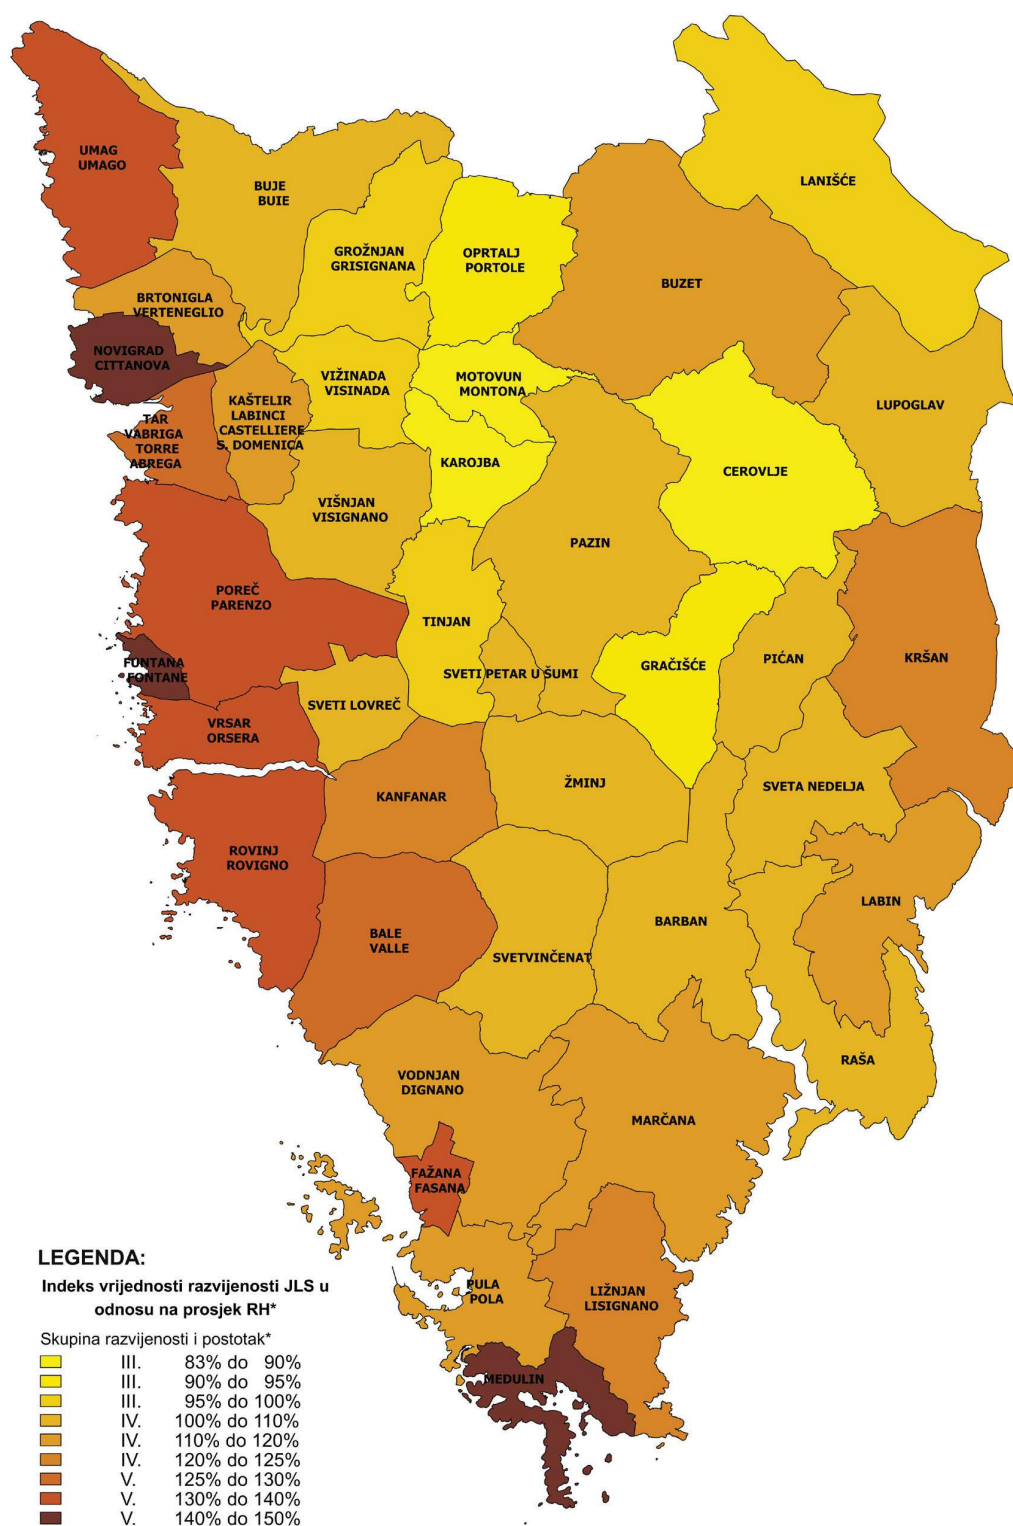 UMAG
UMAGO
BUJE
BUIE
GROŽNJAN
GRISIGNANA
OPRTALJ
PORTOLE
LANIŠĆE
BUZET
BRTONIGLA
VERTENEGLIO
NOVIGRAD
CITTANOVA
VIŽINADA
VISINADA
MOTOVUN
MONTONA
LUPOGLAV
KAŠTELIR
LABINCI
CASTELLIERE
S. DOMENICA
TAR
VABRIGA
TORRE
ABREGA
KAROJBA
CEROVLJE
VIŠNJAN
VISIGNANO
PAZIN
POREČ
PARENZO
TINJAN
FUNTANA
FONTANE
SVETI PETAR U ŠUMI
GRAČIŠĆE
PIĆAN
KRŠAN
SVETI LOVREČ
VRSAR
ORSERA
KANFANAR
ŽMINJ
SVETA NEDELJA
ROVINJ
ROVIGNO
LABIN
BARBAN
BALE
VALLE
SVETVINČENAT
RAŠA
VODNJAN
DIGNANO
MARČANA
FAŽANA
FASANA
PULA
POLA
LIŽNJAN
LISIGNANO
MEDULIN
LEGENDA:
Indeks vrijednosti razvijenosti JLS u
odnosu na prosjek RH*
Skupina razvijenosti i postotak*
III. 83% do 90%
III. 90% do 95%
III. 95% do 100%
IV. 100% do 110%
IV. 110% do 120%
IV. 120% do 125%
V. 125% do 130%
V. 130% do 140%
V. 140% do 150%